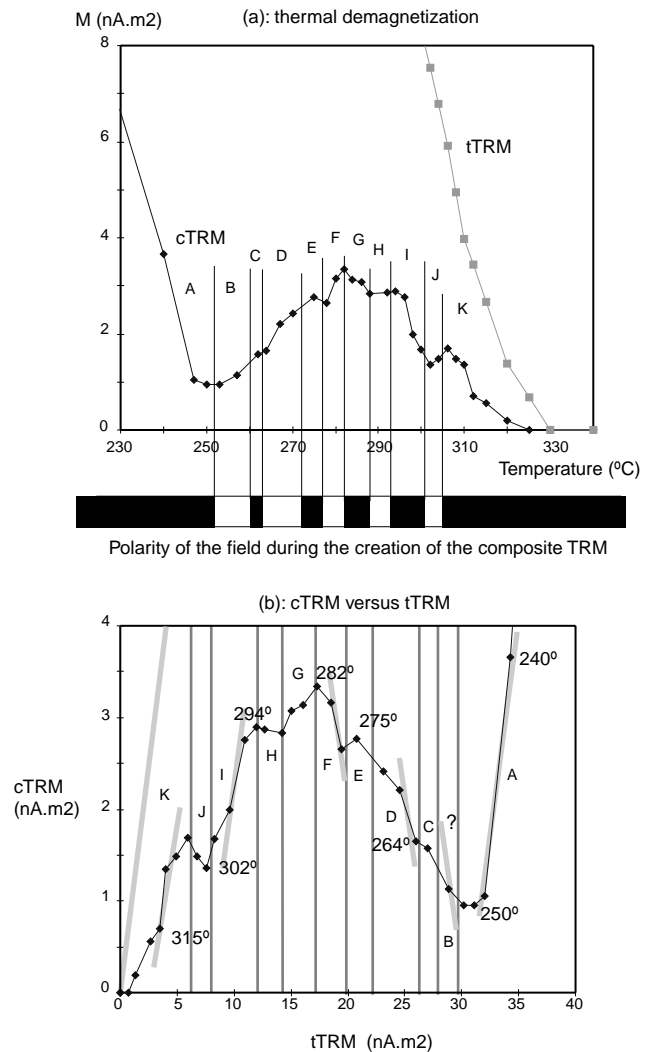 (a): thermal demagnetization
M (nA.m2)
8
6
4
2
0
tTRM
cTRM
A
B
C
D
E
F
G
H
I
J
K
230
250
270
290
310
330
Temperature (ºC)
Polarity of the field during the creation of the composite TRM
(b): cTRM versus tTRM
4
3
2
1
0
cTRM
(nA.m2)
K
J
I
H
G
F
E
D
C
B
A
?
315º
302º
294º
282º
275º
264º
250º
240º
0
5
10
15
20
25
30
35
40
tTRM (nA.m2)